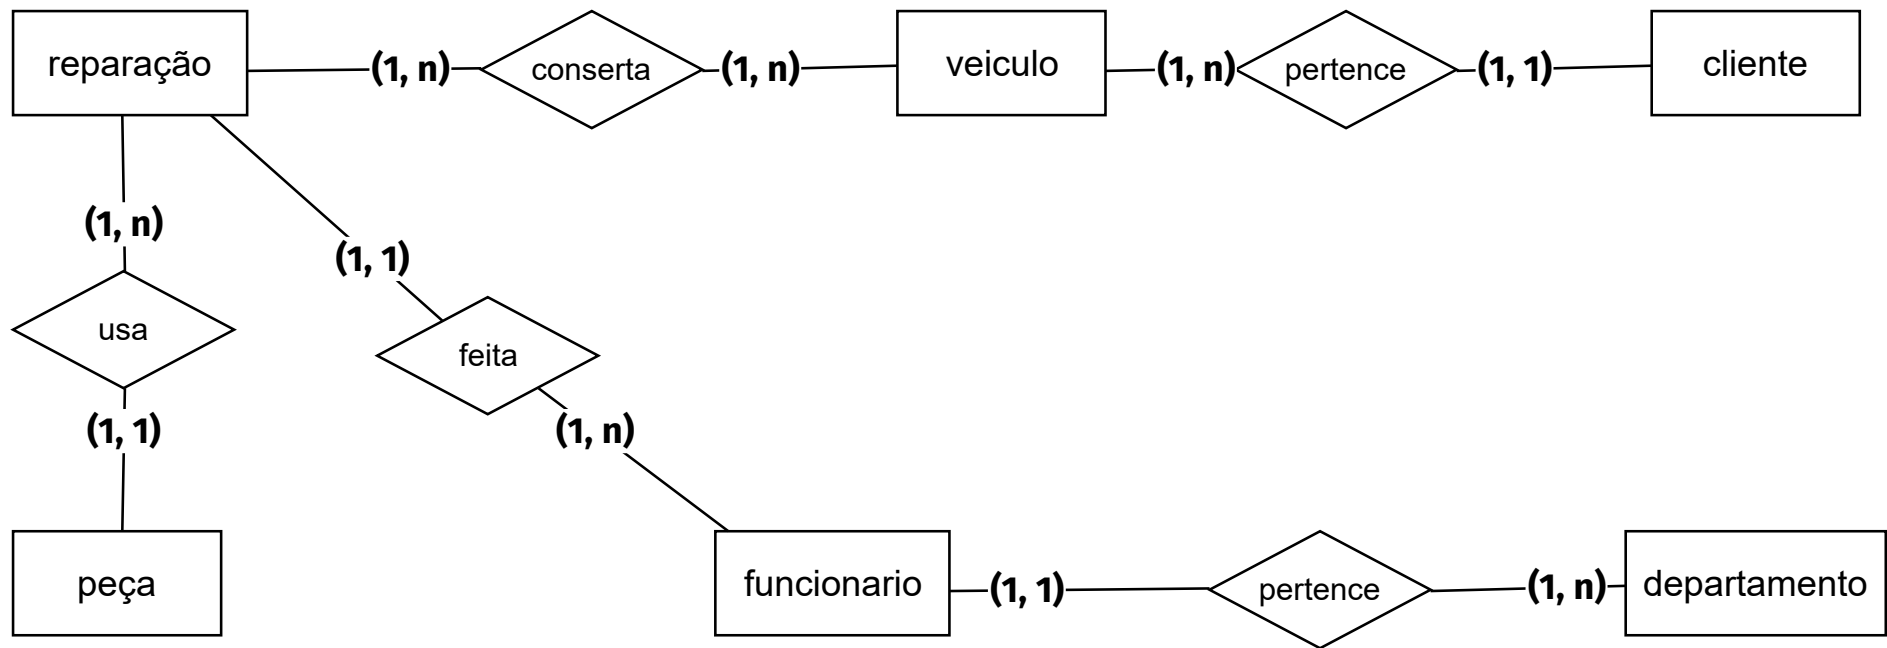 reparação
(1, n)
conserta
(1, n)
veiculo
(1, n)
pertence
(1, 1)
cliente
(1, n)
(1, 1)
usa
feita
(1, 1)
(1, n)
peça
funcionario
(1, 1)
pertence
(1, n)
departamento